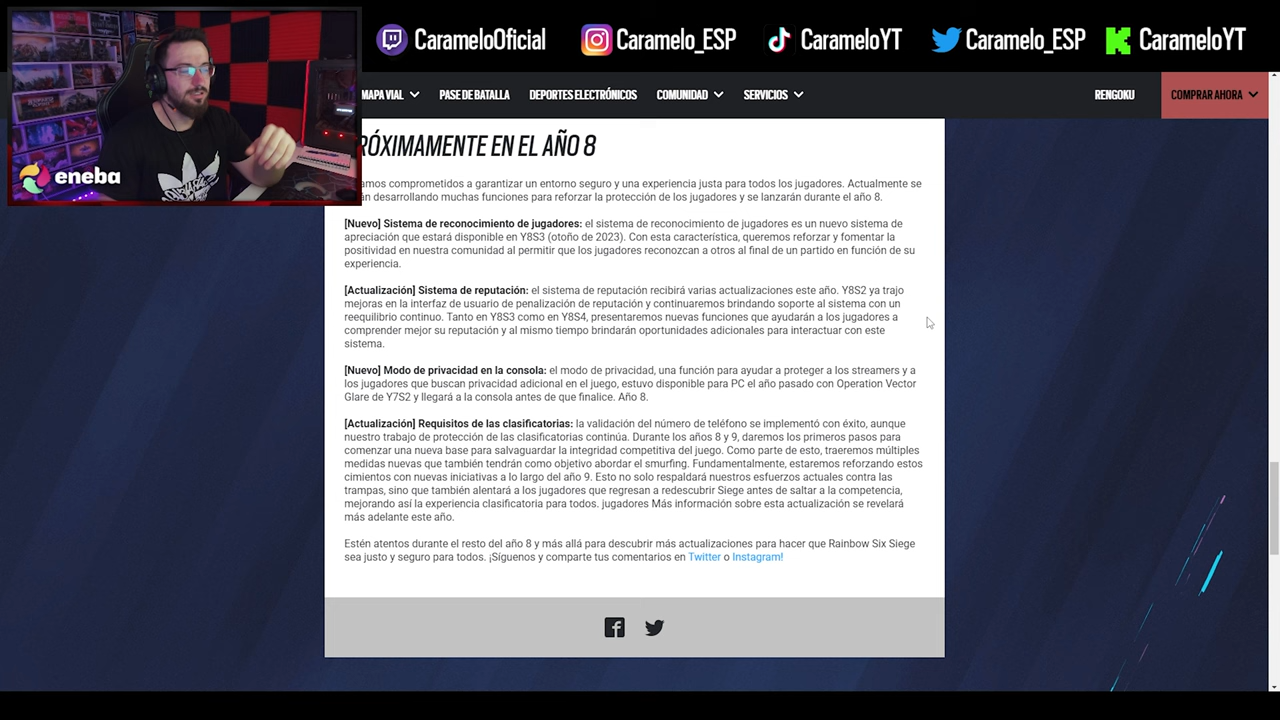 CarameloOficial
Caramelo_ESP
CarameloYT
Caramelo_ESP
CarameloYT
MAPA VIAL
PASE DE BATALLA
DEPORTES ELECTRÓNICOS
COMUNIDAD
SERVICIOS
RENGOKU
COMPRAR AHORA
eneba
RÓXIMAMENTE EN EL AÑO 8
amos comprometidos a garantizar un entorno seguro y una experiencia justa para todos los jugadores. Actualmente se
n desarrollando muchas funciones para reforzar la protección de los jugadores y se lanzarán durante el año 8.
[Nuevo] Sistema de reconocimiento de jugadores: el sistema de reconocimiento de jugadores es un nuevo sistema de
apreciación que estará disponible en Y8S3 (otoño de 2023). Con esta característica, queremos reforzar y fomentar la
positividad en nuestra comunidad al permitir que los jugadores reconozcan a otros al final de un partido en función de su
experiencia.
[Actualización] Sistema de reputación: el sistema de reputación recibirá varias actualizaciones este año. Y8S2 ya trajo
mejoras en la interfaz de usuario de penalización de reputación y continuaremos brindando soporte al sistema con un
reequilibrio continuo. Tanto en Y8S3 como en Y8S4, presentaremos nuevas funciones que ayudarán a los jugadores a
comprender mejor su reputación y al mismo tiempo brindarán oportunidades adicionales para interactuar con este
sistema.
[Nuevo] Modo de privacidad en la consola: el modo de privacidad, una función para ayudar a proteger a los streamers y a
los jugadores que buscan privacidad adicional en el juego, estuvo disponible para PC el año pasado con Operation Vector
Glare de Y7S2 y llegará a la consola antes de que finalice. Año 8.
[Actualización] Requisitos de las clasificatorias: la validación del número de teléfono se implementó con éxito, aunque
nuestro trabajo de protección de las clasificatorias continúa. Durante los años 8 y 9, daremos los primeros pasos para
comenzar una nueva base para salvaguardar la integridad competitiva del juego. Como parte de esto, traeremos múltiples
medidas nuevas que también tendrán como objetivo abordar el smurfing. Fundamentalmente, estaremos reforzando estos
cimientos con nuevas iniciativas a lo largo del año 9. Esto no solo respaldará nuestros esfuerzos actuales contra las
trampas, sino que también alentará a los jugadores que regresan a redescubrir Siege antes de saltar a la competencia,
mejorando así la experiencia clasificatoria para todos. jugadores Más información sobre esta actualización se revelará
más adelante este año.
Estén atentos durante el resto del año 8 y más allá para descubrir más actualizaciones para hacer que Rainbow Six Siege
sea justo y seguro para todos. ¡Síguenos y comparte tus comentarios en Twitter o Instagram!